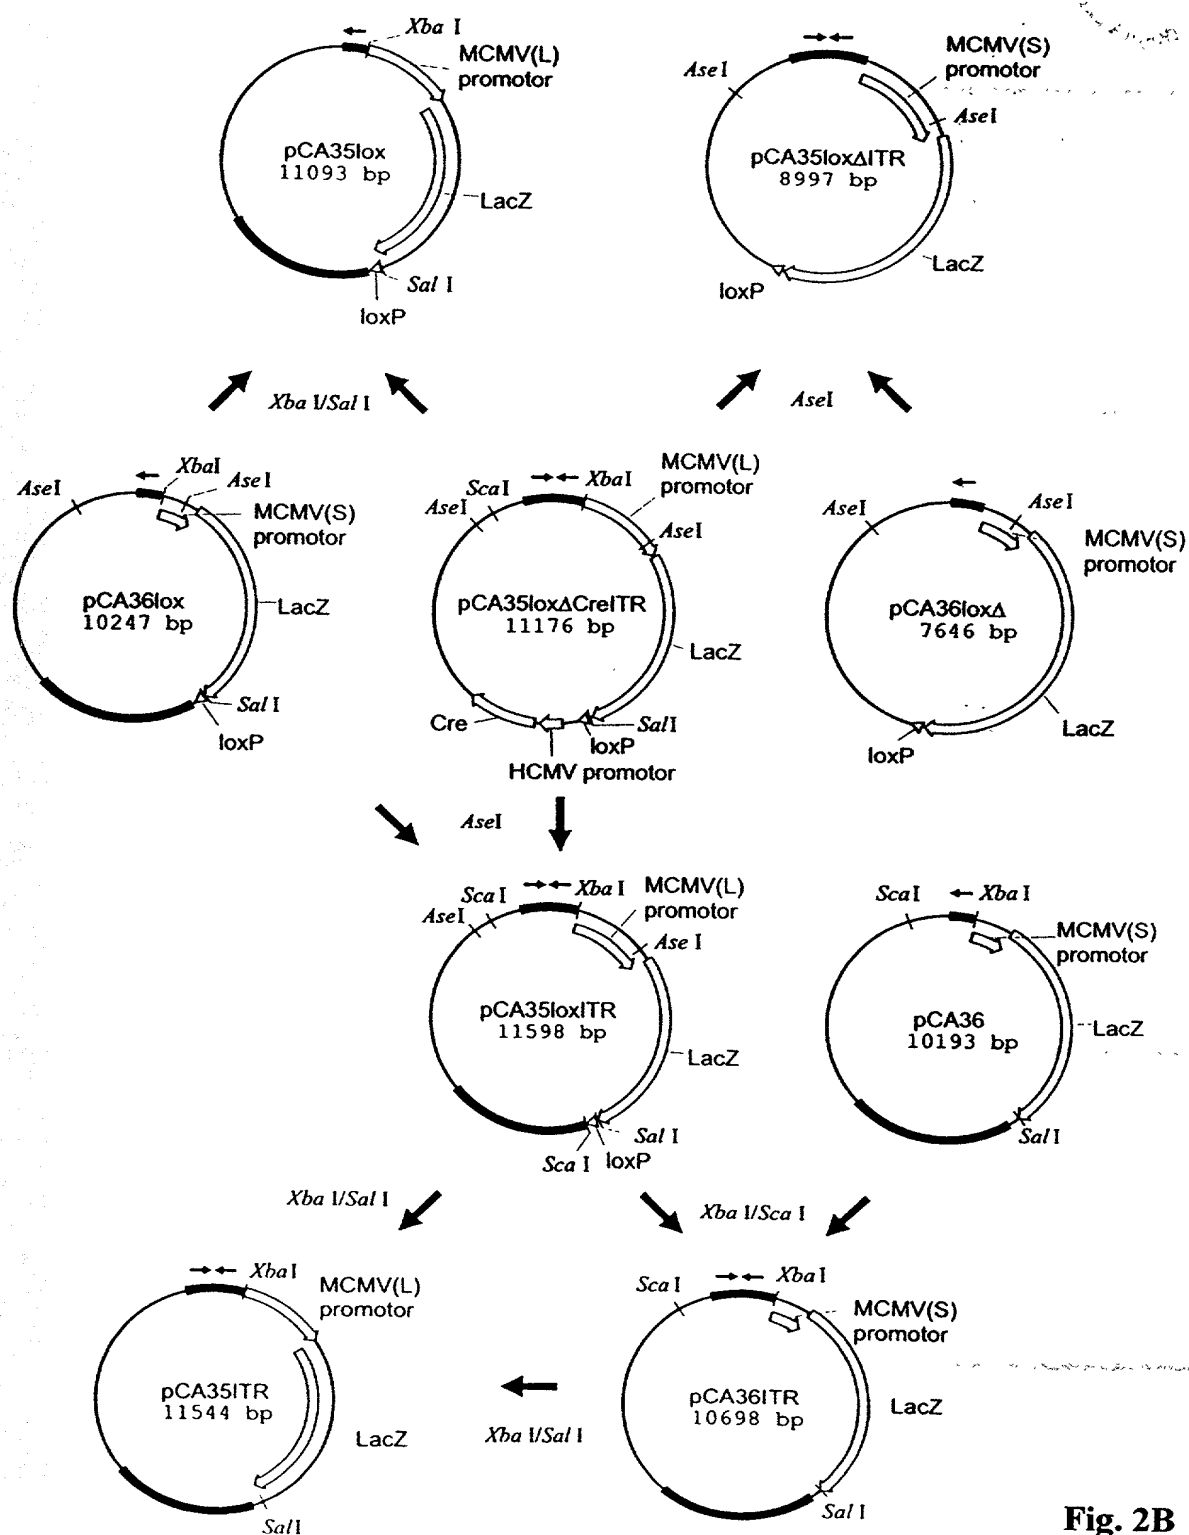 Xba I
MCMV(L)
promotor
pCA35lox
11093 bp
LacZ
Sal I
loxP
MCMV(S)
promotor
AseI
AseI
pCA35loxΔITR
8997 bp
LacZ
loxP
Xba I/Sal I
AseI
XbaI
AseI
AseI
MCMV(S)
promotor
pCA36lox
10247 bp
LacZ
Sal I
loxP
MCMV(L)
promotor
XbaI
ScaI
AseI
AseI
pCA35loxΔCreITR
11176 bp
LacZ
Cre
SalI
loxP
HCMV promotor
AseI
AseI
MCMV(S)
promotor
pCA36loxΔ
7646 bp
LacZ
loxP
AseI
Xba I
MCMV(L)
promotor
Sca I
AseI
Ase I
pCA35loxITR
11598 bp
LacZ
Sal I
Sca I
loxP
ScaI
Xba I
MCMV(S)
promotor
pCA36
10193 bp
LacZ
Sal I
Xba I/Sal I
Xba I/Sca I
XbaI
MCMV(L)
promotor
pCA35ITR
11544 bp
LacZ
SalI
Xba I/Sal I
Sca I
XbaI
MCMV(S)
promotor
pCA36ITR
10698 bp
LacZ
Sal I
Fig. 2B